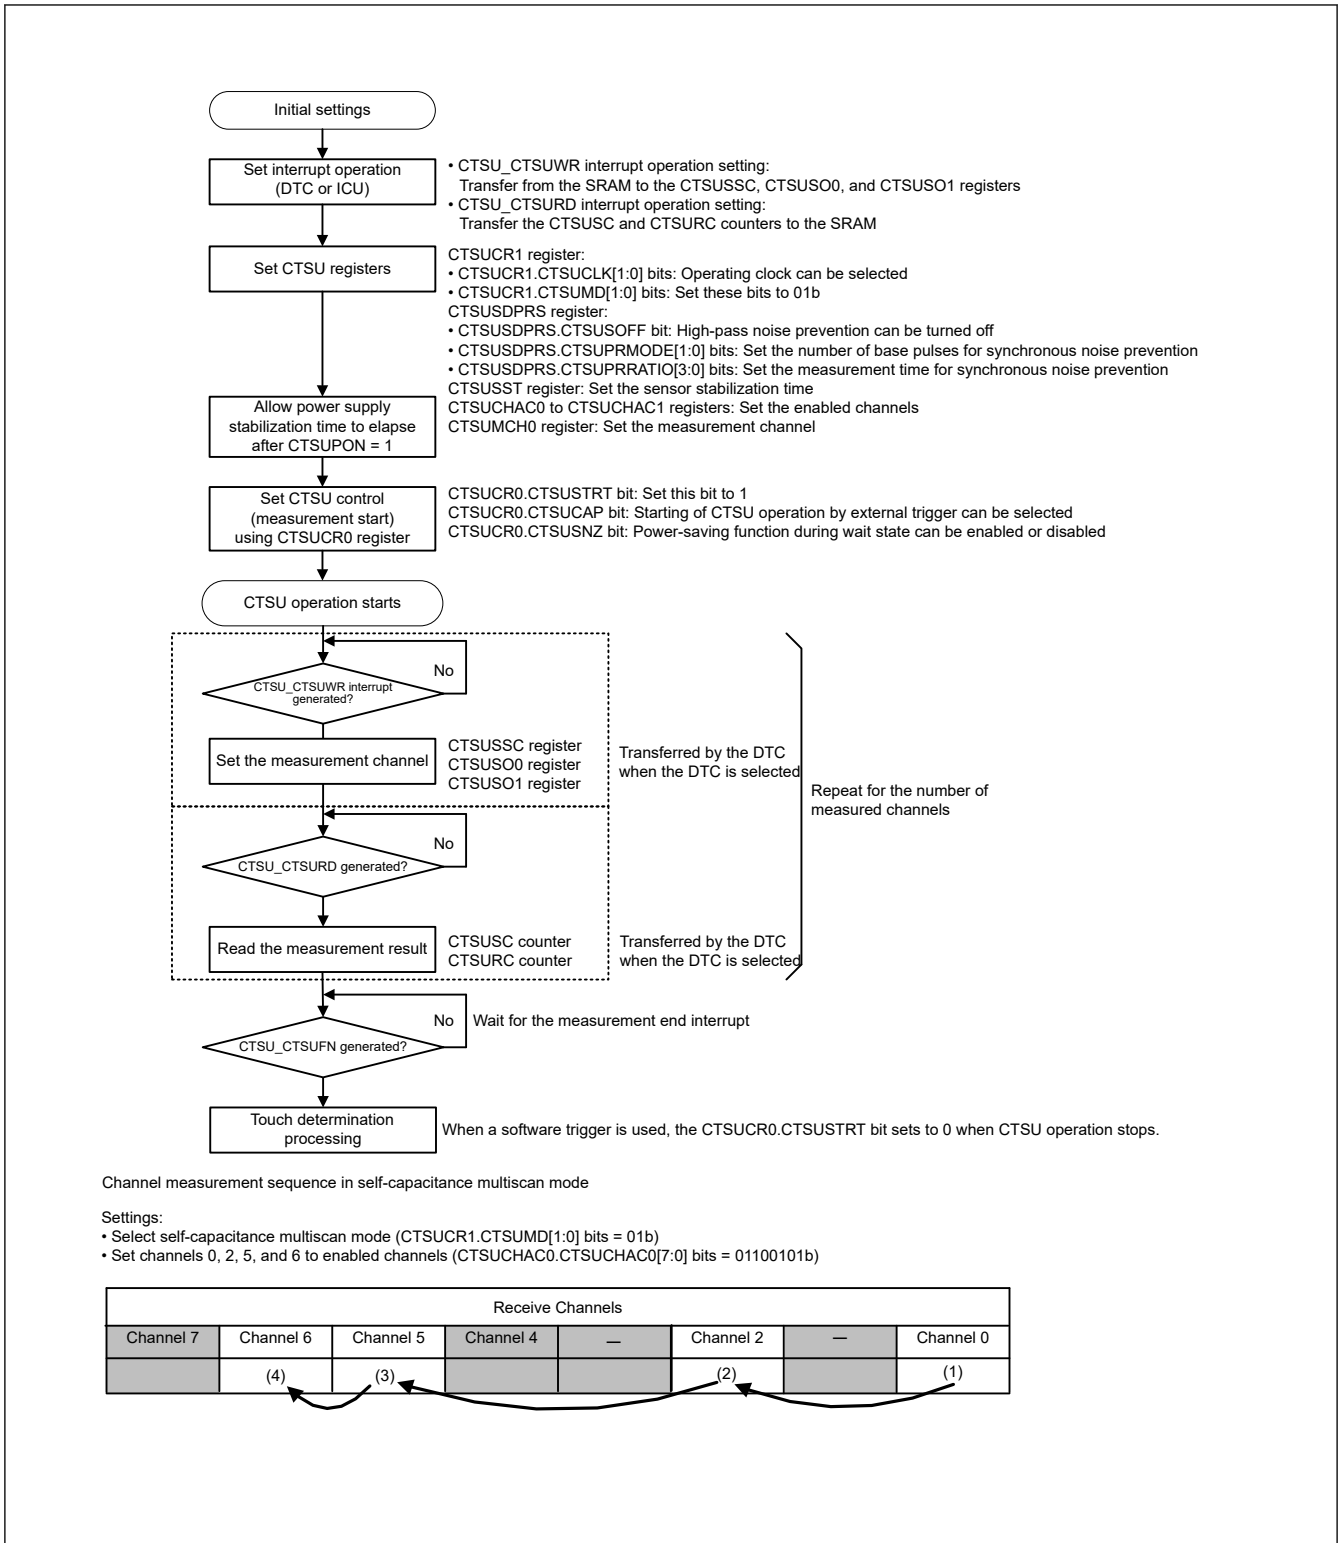 Initial settings
Set interrupt operation
(DTC or ICU)
• CTSU_CTSUWR interrupt operation setting:
Transfer from the SRAM to the CTSUSSC, CTSUSO0, and CTSUSO1 registers
• CTSU_CTSURD interrupt operation setting:
Transfer the CTSUSC and CTSURC counters to the SRAM
Set CTSU registers
CTSUCR1 register:
• CTSUCR1.CTSUCLK[1:0] bits: Operating clock can be selected
• CTSUCR1.CTSUMD[1:0] bits: Set these bits to 01b
CTSUSDPRS register:
• CTSUSDPRS.CTSUSOFF bit: High-pass noise prevention can be turned off
• CTSUSDPRS.CTSUPRMODE[1:0] bits: Set the number of base pulses for synchronous noise prevention
• CTSUSDPRS.CTSUPRRATIO[3:0] bits: Set the measurement time for synchronous noise prevention
CTSUSST register: Set the sensor stabilization time
CTSUCHAC0 to CTSUCHAC1 registers: Set the enabled channels
CTSUMCH0 register: Set the measurement channel
Allow power supply
stabilization time to elapse
after CTSUPON = 1
Set CTSU control
(measurement start)
using CTSUCR0 register
CTSUCR0.CTSUSTRT bit: Set this bit to 1
CTSUCR0.CTSUCAP bit: Starting of CTSU operation by external trigger can be selected
CTSUCR0.CTSUSNZ bit: Power-saving function during wait state can be enabled or disabled
CTSU operation starts
No
CTSU_CTSUWR interrupt
generated?
Set the measurement channel
CTSUSSC register
CTSUSO0 register
CTSUSO1 register
Transferred by the DTC
when the DTC is selected
Repeat for the number of
measured channels
No
CTSU_CTSURD generated?
Read the measurement result
CTSUSC counter
CTSURC counter
Transferred by the DTC
when the DTC is selected
No
Wait for the measurement end interrupt
CTSU_CTSUFN generated?
Touch determination
processing
When a software trigger is used, the CTSUCR0.CTSUSTRT bit sets to 0 when CTSU operation stops.
Channel measurement sequence in self-capacitance multiscan mode
Settings:
• Select self-capacitance multiscan mode (CTSUCR1.CTSUMD[1:0] bits = 01b)
• Set channels 0, 2, 5, and 6 to enabled channels (CTSUCHAC0.CTSUCHAC0[7:0] bits = 01100101b)
Receive Channels
Channel 7 Channel 6 Channel 5 Channel 4 — Channel 2 — Channel 0
(4) (3) (2) (1)